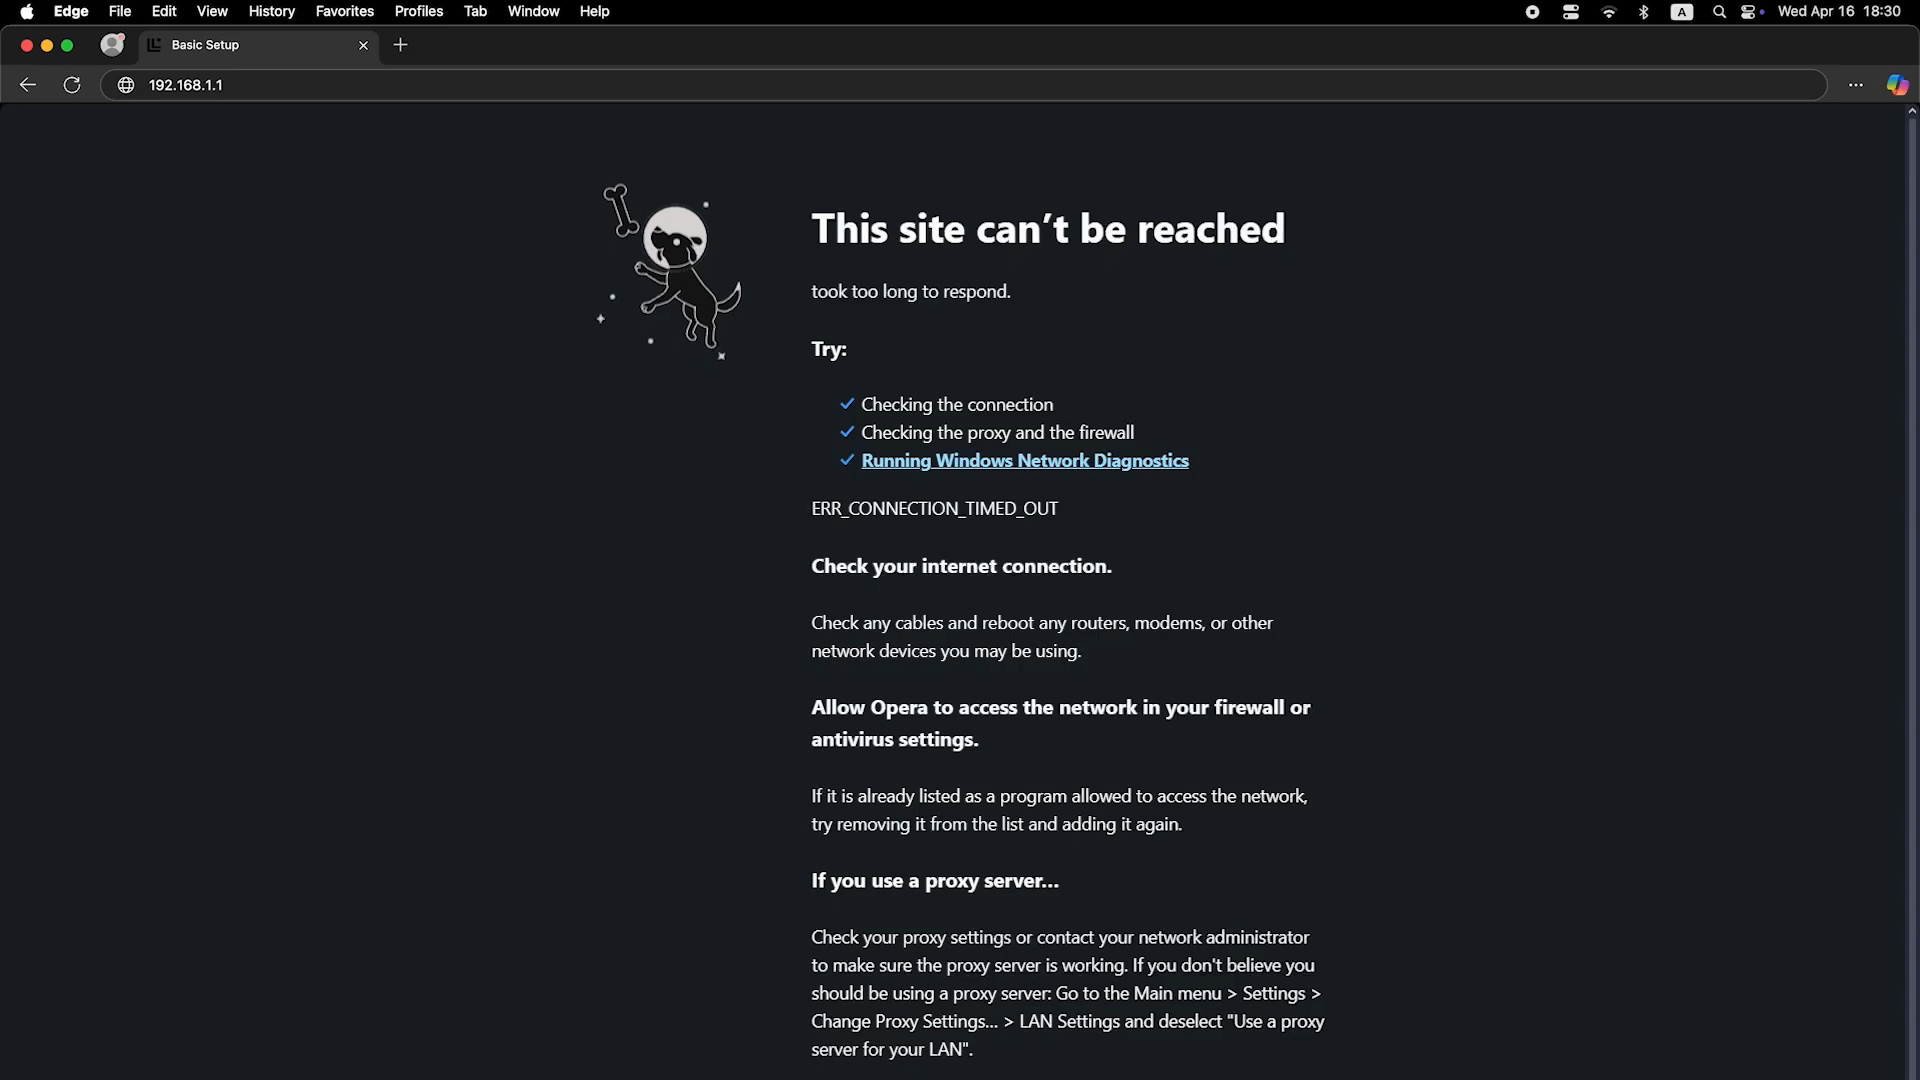 Edge File Edit View History Favorites Profiles Tab Window Help A Wed Apr 16 18:30
Basic Setup
192.168.1.1
This site can’t be reached
took too long to respond.
Try:
Checking the connection
Checking the proxy and the firewall
Running Windows Network Diagnostics
ERR_CONNECTION_TIMED_OUT
Check your internet connection.
Check any cables and reboot any routers, modems, or other
network devices you may be using.
Allow Opera to access the network in your firewall or
antivirus settings.
If it is already listed as a program allowed to access the network,
try removing it from the list and adding it again.
If you use a proxy server...
Check your proxy settings or contact your network administrator
to make sure the proxy server is working. If you don't believe you
should be using a proxy server: Go to the Main menu > Settings >
Change Proxy Settings... > LAN Settings and deselect "Use a proxy
server for your LAN".